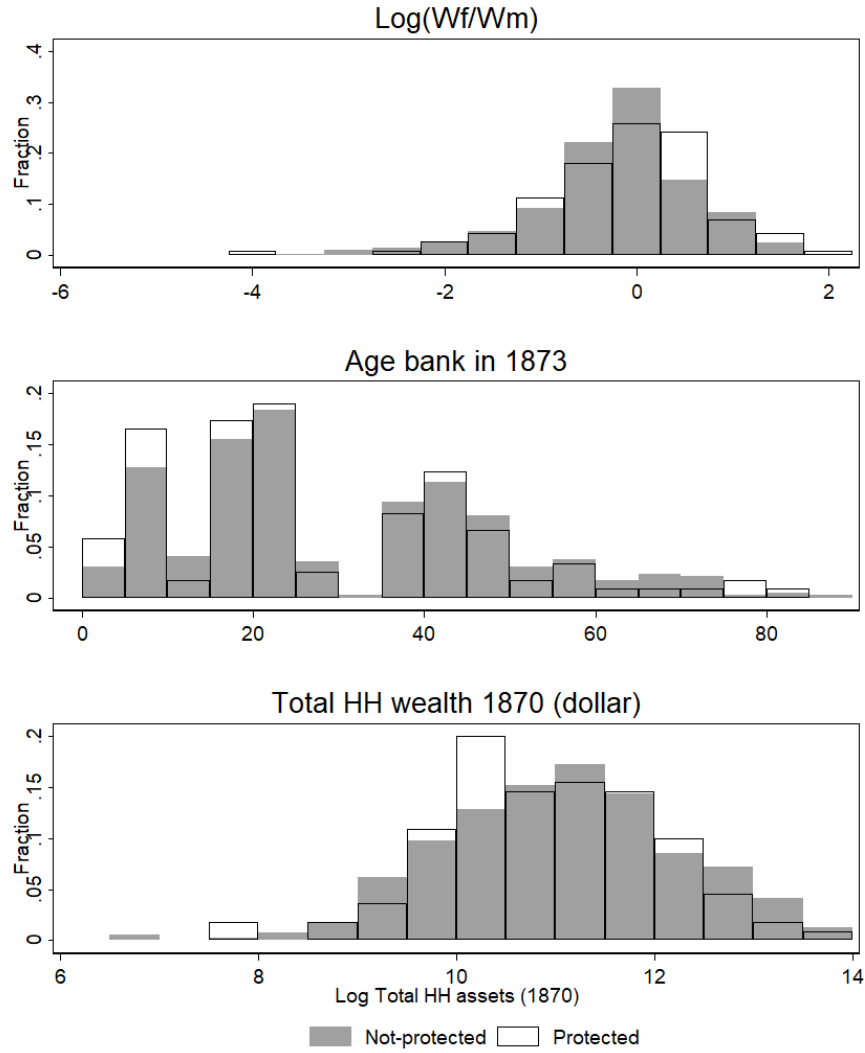 Log(Wf/Wm)
Fraction
0 .1 .2 .3 .4
-6 -4 -2 0 2
Age bank in 1873
Fraction
0 .05 .1 .15 .2
0 20 40 60 80
Total HH wealth 1870 (dollar)
Fraction
0 .05 .1 .15 .2
6 8 10 12 14
Log Total HH assets (1870)
Not-protected Protected